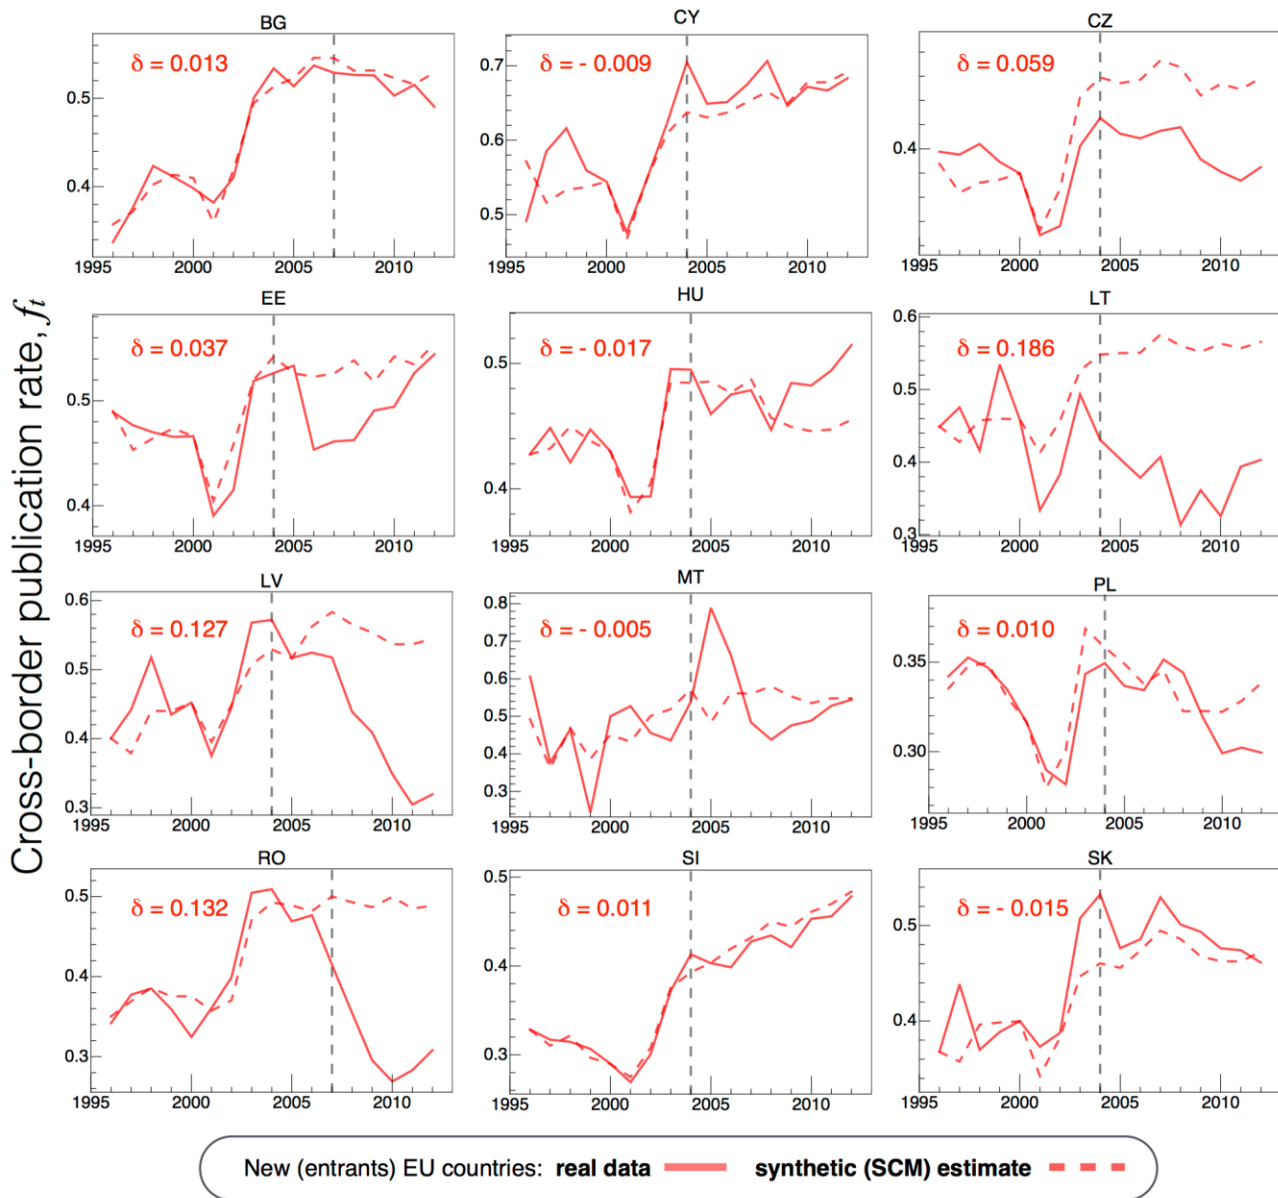 BG
δ = 0.013
0.5
0.4
1995 2000 2005 2010
CY
δ = - 0.009
0.7
0.6
0.5
1995 2000 2005 2010
CZ
δ = 0.059
0.4
1995 2000 2005 2010
EE
δ = 0.037
0.5
0.4
1995 2000 2005 2010
HU
δ = - 0.017
0.5
0.4
1995 2000 2005 2010
LT
δ = 0.186
0.6
0.5
0.4
0.3
1995 2000 2005 2010
Cross-border publication rate, fₜ
LV
δ = 0.127
0.6
0.5
0.4
0.3
1995 2000 2005 2010
MT
δ = - 0.005
0.8
0.7
0.6
0.5
0.4
0.3
1995 2000 2005 2010
PL
δ = 0.010
0.35
0.30
1995 2000 2005 2010
RO
δ = 0.132
0.5
0.4
0.3
1995 2000 2005 2010
SI
δ = 0.011
0.5
0.4
0.3
1995 2000 2005 2010
SK
δ = - 0.015
0.5
0.4
1995 2000 2005 2010
New (entrants) EU countries: real data synthetic (SCM) estimate